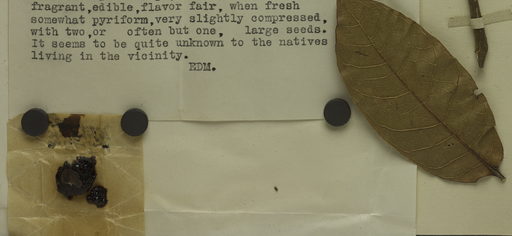 fragrant,edible,flavor fair, when fresh
somewhat pyriform,very slightly compressed,
with two,or often but one, large seeds.
It seems to be quite unknown to the natives
living in the vicinity.
EDM.